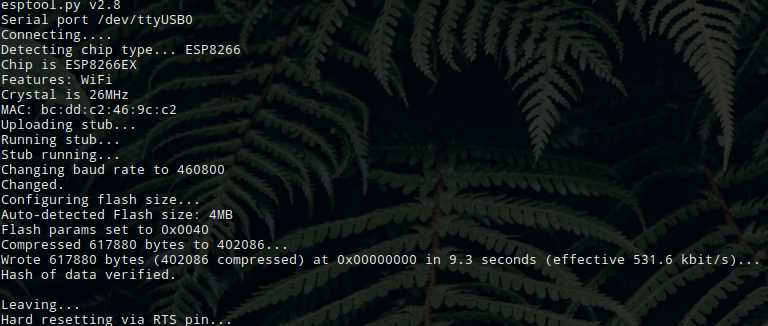 esptool.py v2.8
Serial port /dev/ttyUSB0
Connecting....
Detecting chip type... ESP8266
Chip is ESP8266EX
Features: WiFi
Crystal is 26MHz
MAC: bc:dd:c2:46:9c:c2
Uploading stub...
Running stub...
Stub running...
Changing baud rate to 460800
Changed.
Configuring flash size...
Auto-detected Flash size: 4MB
Flash params set to 0x0040
Compressed 617880 bytes to 402086...
Wrote 617880 bytes (402086 compressed) at 0x00000000 in 9.3 seconds (effective 531.6 kbit/s)...
Hash of data verified.

Leaving...
Hard resetting via RTS pin...